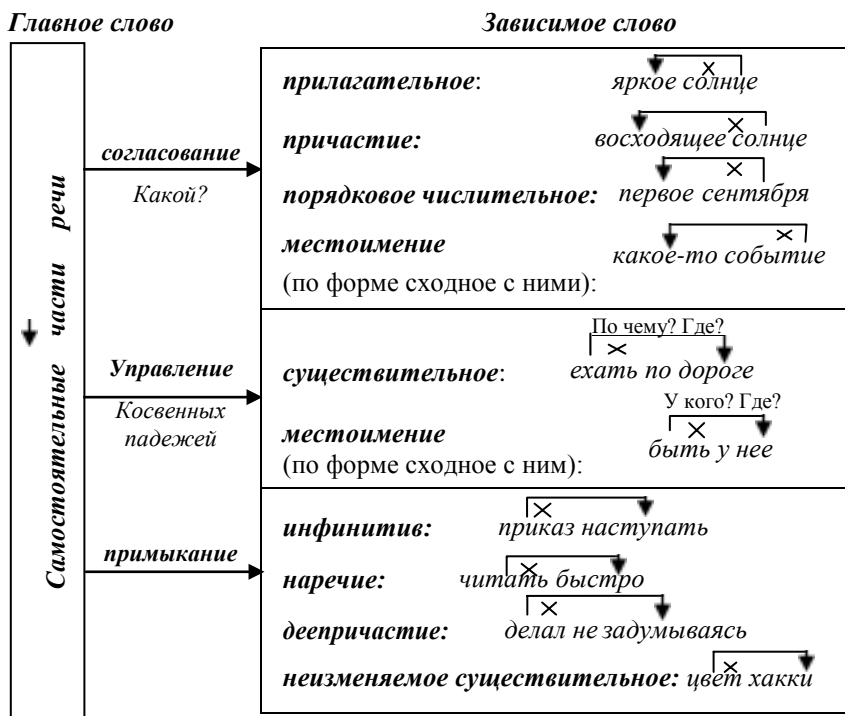 Главное слово
Зависимое слово
Самостоятельные части речи
согласование
Какой?
прилагательное: яркое солнце
причастие: восходящее солнце
порядковое числительное: первое сентября
местоимение какое-то событие
(по форме сходное с ними):
Управление
Косвенных
падежей
По чему? Где?
существительное: ехать по дороге
У кого? Где?
местоимение быть у нее
(по форме сходное с ним):
примыкание
инфинитив: приказ наступать
наречие: читать быстро
деепричастие: делал не задумываясь
неизменяемое существительное: цвет хакки